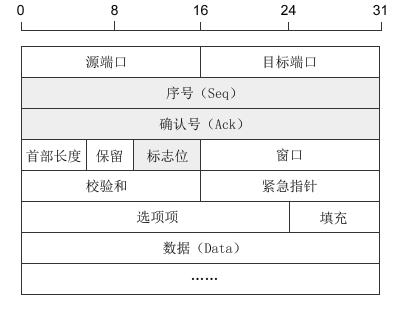 0 8 16 24 31
源端口 目标端口
序号（Seq）
确认号（Ack）
首部长度 保留 标志位 窗口
校验和 紧急指针
选项项 填充
数据（Data）
……